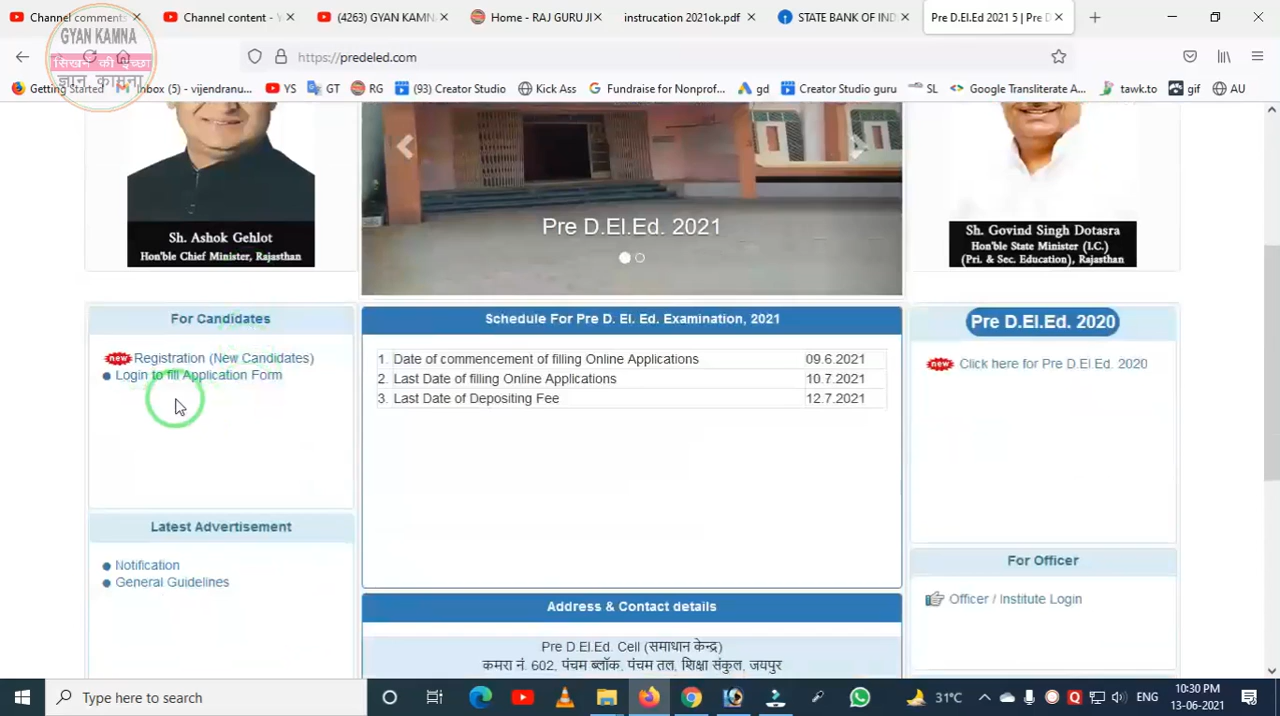 Channel comments
Channel content - Y
(4263) GYAN KAMNA
Home - RAJ GURU JI
instrucation 2021ok.pdf
STATE BANK OF IND
Pre D.El.Ed 2021 5 | Pre D
GYAN KAMNA
सिखने की इच्छा
ज्ञान कामना
https://predeled.com
Getting Started
Inbox (5) - vijendranu...
YS
GT
RG
(93) Creator Studio
Kick Ass
Fundraise for Nonprof...
gd
Creator Studio guru
SL
Google Transliterate A...
tawk.to
gif
AU
Sh. Ashok Gehlot
Hon'ble Chief Minister, Rajasthan
Pre D.El.Ed. 2021
Sh. Govind Singh Dotasra
Hon'ble State Minister (I.C.)
(Pri. & Sec. Education), Rajasthan
For Candidates
new Registration (New Candidates)
Login to fill Application Form
Schedule For Pre D. El. Ed. Examination, 2021
1. Date of commencement of filling Online Applications 09.6.2021
2. Last Date of filling Online Applications 10.7.2021
3. Last Date of Depositing Fee 12.7.2021
Pre D.El.Ed. 2020
new Click here for Pre D.El Ed. 2020
Latest Advertisement
Notification
General Guidelines
Address & Contact details
Pre D.El.Ed. Cell (समाधान केन्द्र)
कमरा नं. 602, पंचम ब्लॉक, पंचम तल, शिक्षा संकुल, जयपुर
For Officer
Officer / Institute Login
Type here to search
31°C
ENG
10:30 PM
13-06-2021